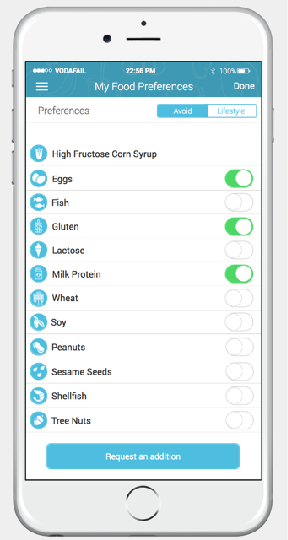 VODAFAIL 22:56 PM 100%
My Food Preferences Done
Preferences Avoid Lifestyle
High Fructose Corn Syrup
Eggs
Fish
Gluten
Lactose
Milk Protein
Wheat
Soy
Peanuts
Sesame Seeds
Shellfish
Tree Nuts
Request an addition